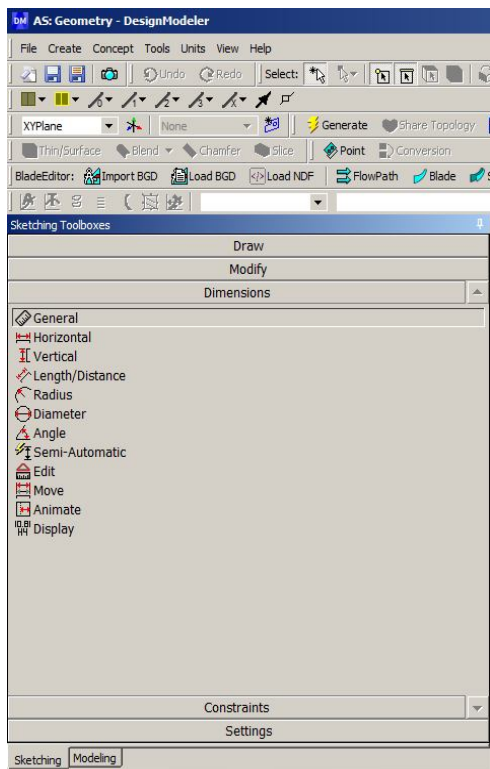 DM AS: Geometry - DesignModeler
File Create Concept Tools Units View Help
Undo Redo Select:
XYPlane None Generate Share Topology
Thin/Surface Blend Chamfer Slice Point Conversion
BladeEditor: Import BGD Load BGD Load NDF FlowPath Blade
Sketching Toolboxes
Draw
Modify
Dimensions
General
Horizontal
Vertical
Length/Distance
Radius
Diameter
Angle
Semi-Automatic
Edit
Move
Animate
Display
Constraints
Settings
Sketching Modeling